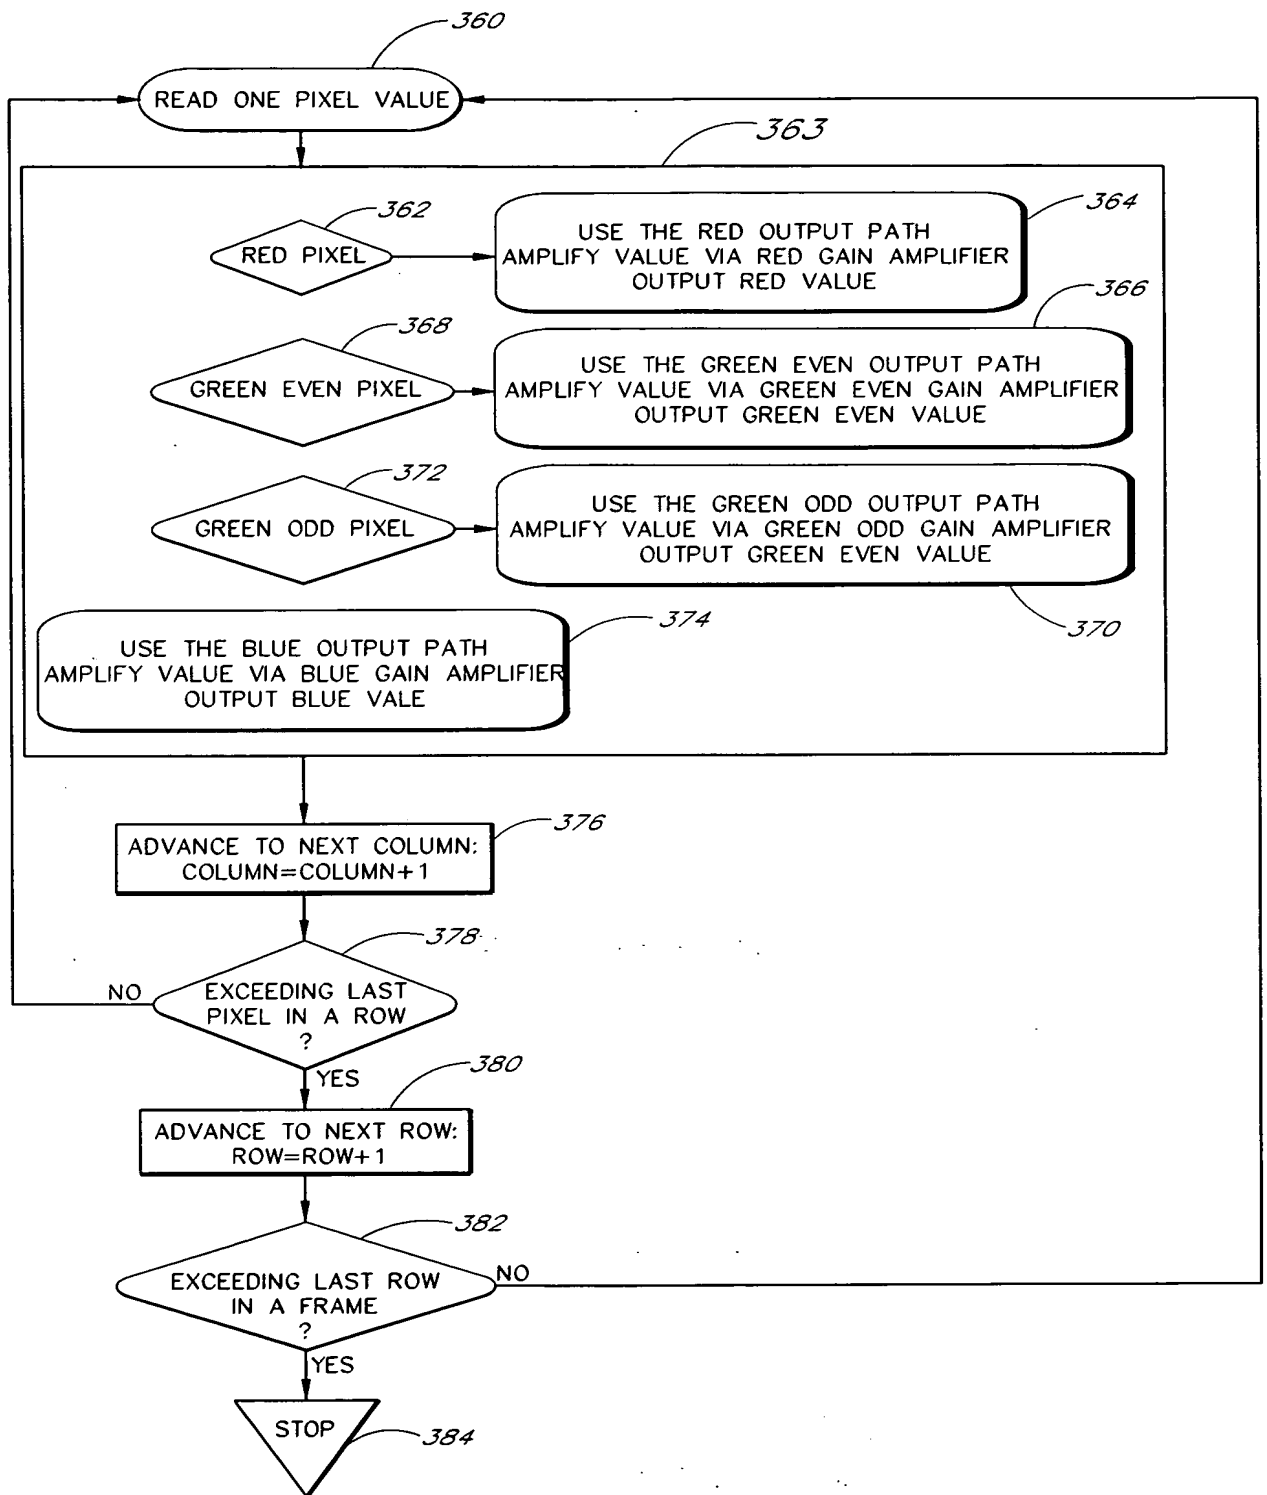 360
READ ONE PIXEL VALUE
363
362
RED PIXEL
364
USE THE RED OUTPUT PATH
AMPLIFY VALUE VIA RED GAIN AMPLIFIER
OUTPUT RED VALUE
368
GREEN EVEN PIXEL
366
USE THE GREEN EVEN OUTPUT PATH
AMPLIFY VALUE VIA GREEN EVEN GAIN AMPLIFIER
OUTPUT GREEN EVEN VALUE
372
GREEN ODD PIXEL
USE THE GREEN ODD OUTPUT PATH
AMPLIFY VALUE VIA GREEN ODD GAIN AMPLIFIER
OUTPUT GREEN EVEN VALUE
370
374
USE THE BLUE OUTPUT PATH
AMPLIFY VALUE VIA BLUE GAIN AMPLIFIER
OUTPUT BLUE VALE
376
ADVANCE TO NEXT COLUMN:
COLUMN=COLUMN+1
378
NO
EXCEEDING LAST
PIXEL IN A ROW
?
YES
380
ADVANCE TO NEXT ROW:
ROW=ROW+1
382
EXCEEDING LAST ROW
IN A FRAME
?
NO
YES
STOP
384